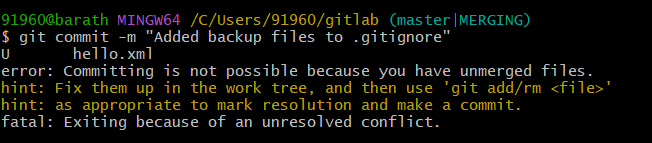 91960@barath MINGW64 /C/Users/91960/gitlab (master|MERGING)
$ git commit -m "Added backup files to .gitignore"
U       hello.xml
error: Committing is not possible because you have unmerged files.
hint: Fix them up in the work tree, and then use 'git add/rm <file>'
hint: as appropriate to mark resolution and make a commit.
fatal: Exiting because of an unresolved conflict.